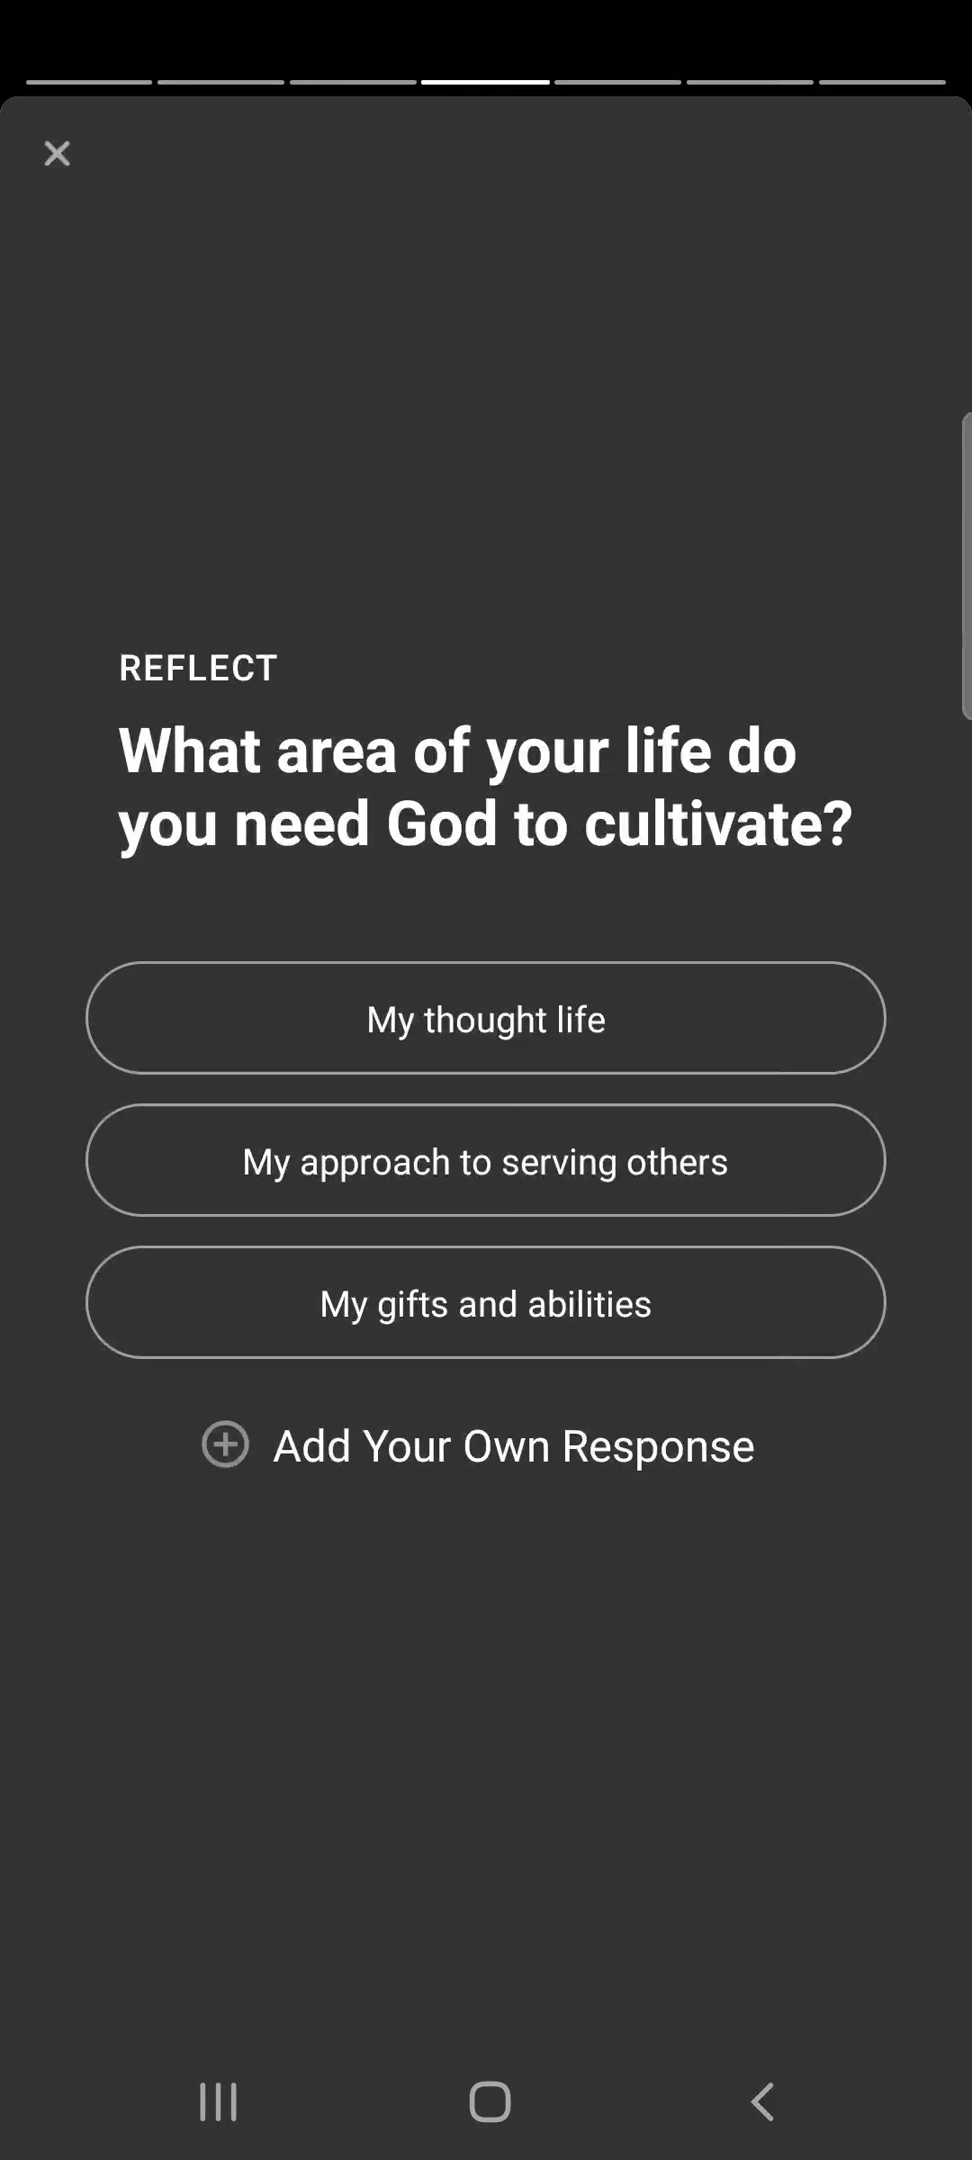 REFLECT
What area of your life do
you need God to cultivate?
My thought life
My approach to serving others
My gifts and abilities
Add Your Own Response